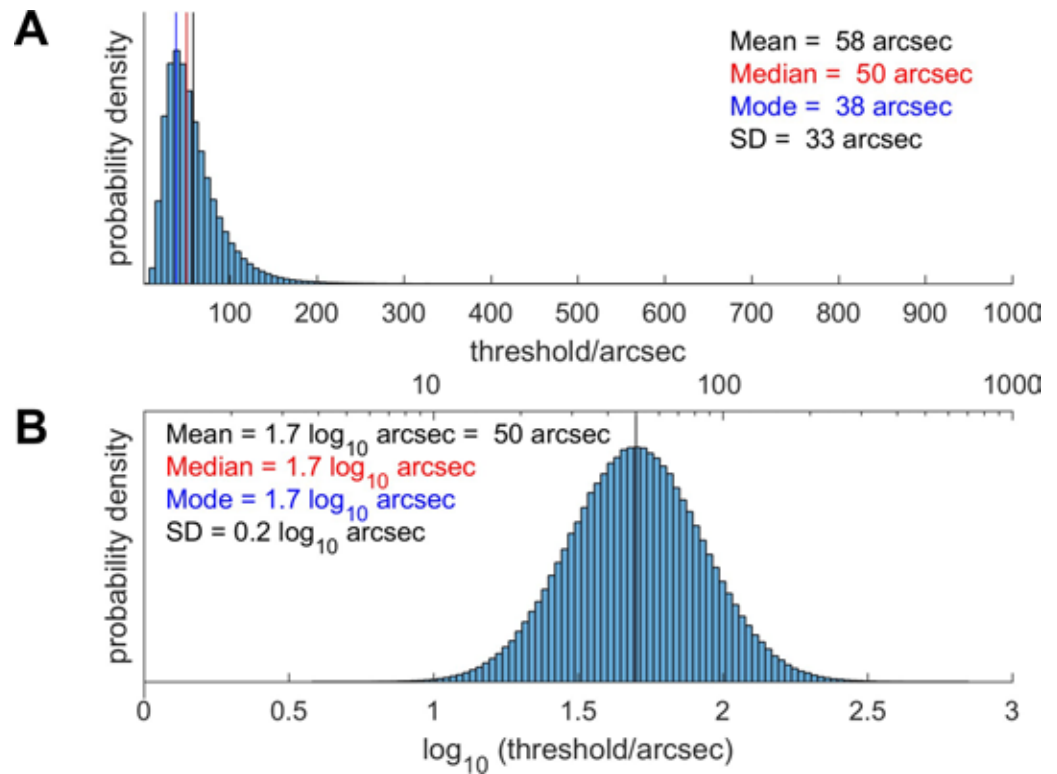 A
probability density
Mean = 58 arcsec
Median = 50 arcsec
Mode = 38 arcsec
SD = 33 arcsec
100 200 300 400 500 600 700 800 900 1000
threshold/arcsec
10 100 1000
B
probability density
Mean = 1.7 log10 arcsec = 50 arcsec
Median = 1.7 log10 arcsec
Mode = 1.7 log10 arcsec
SD = 0.2 log10 arcsec
0 0.5 1 1.5 2 2.5 3
log10 (threshold/arcsec)